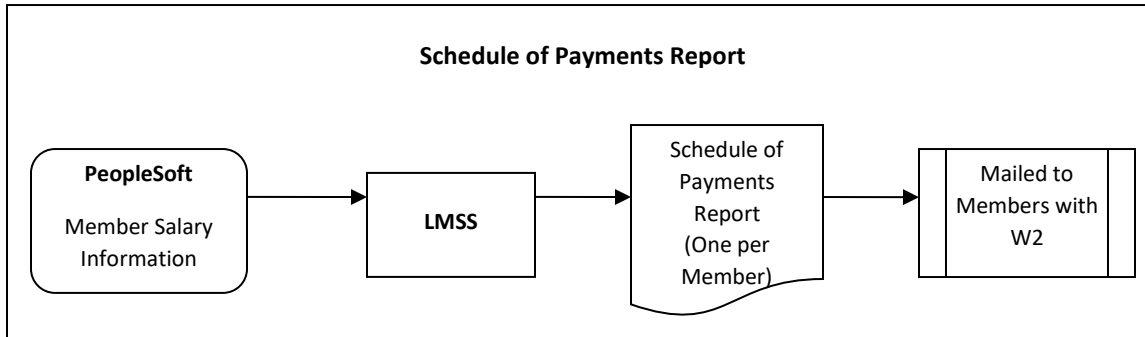 Schedule of Payments Report
PeopleSoft
Member Salary
Information
LMSS
Schedule of
Payments
Report
(One per
Member)
Mailed to
Members with
W2